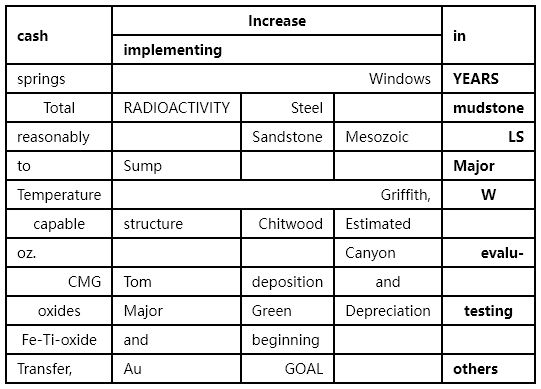 cash Increase in
implementing
springs Windows YEARS
Total RADIOACTIVITY Steel mudstone
reasonably Sandstone Mesozoic LS
to Sump Major
Temperature Griffith, W
capable structure Chitwood Estimated
oz. Canyon evalu-
CMG Tom deposition and
oxides Major Green Depreciation testing
Fe-Ti-oxide and beginning
Transfer, Au GOAL others